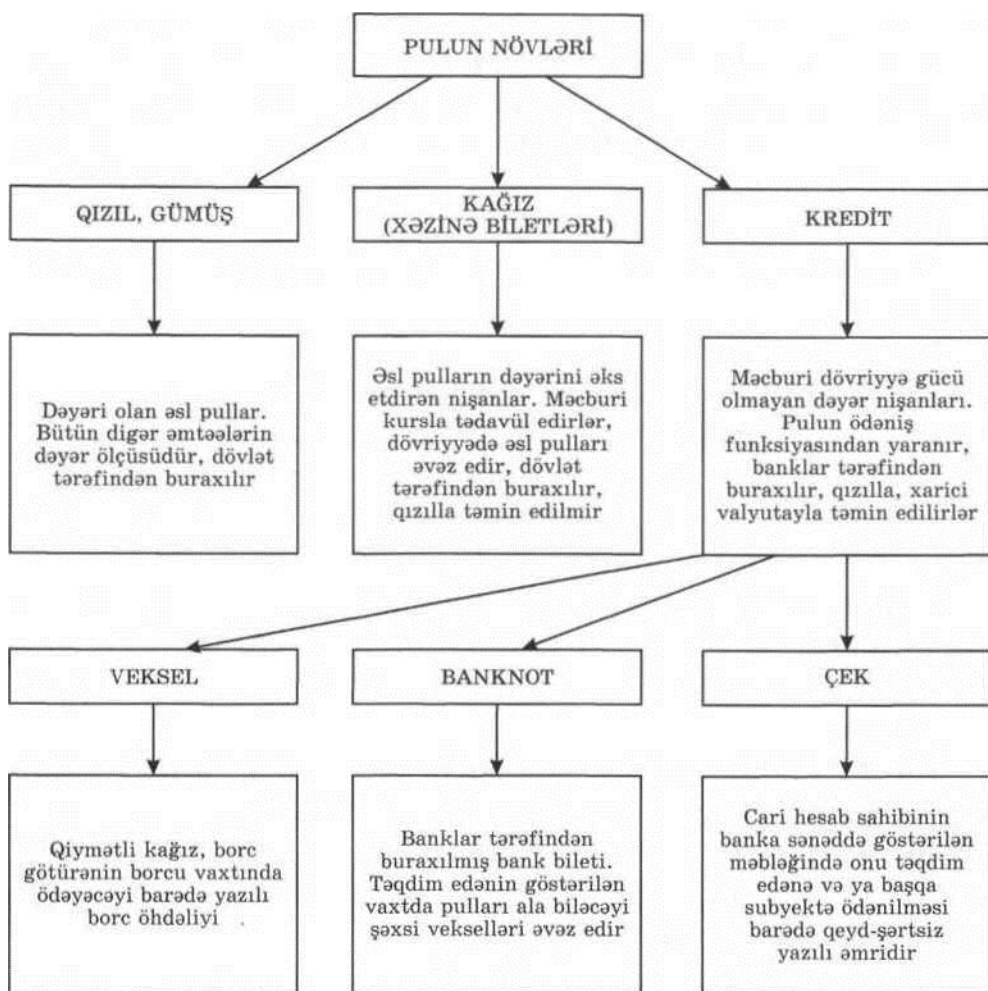 PULUN NÖVLƏRİ
QIZIL, GÜMÜŞ
KAĞIZ
(XƏZİNƏ BİLETLƏRİ)
KREDİT
Dəyəri olan əsl pullar.
Bütün digər əmtəələrin
dəyər ölçüsüdür, dövlət
tərəfindən buraxılır
Əsl pulların dəyərini əks
etdirən nişanlar. Məcburi
kursla tədavül edirlər,
dövriyyədə əsl pulları
əvəz edir, dövlət
tərəfindən buraxılır,
qızılla təmin edilmir
Məcburi dövriyyə gücü
olmayan dəyər nişanları.
Pulun ödəniş
funksiyasından yaranır,
banklar tərəfindən
buraxılır, qızılla, xarici
valyutayla təmin edilirlər
VEKSEL
BANKNOT
ÇEK
Qiymətli kağız, borc
götürənin borcu vaxtında
ödəyəcəyi barədə yazılı
borc öhdəliyi
Banklar tərəfindən
buraxılmış bank bileti.
Təqdim edənin göstərilən
vaxtda pulları ala biləcəyi
şəxsi vekselləri əvəz edir
Cari hesab sahibinin
banka sənəddə göstərilən
məbləğində onu təqdim
edənə və ya başqa
subyektə ödənilməsi
barədə qeyd-şərtsiz
yazılı əmridir